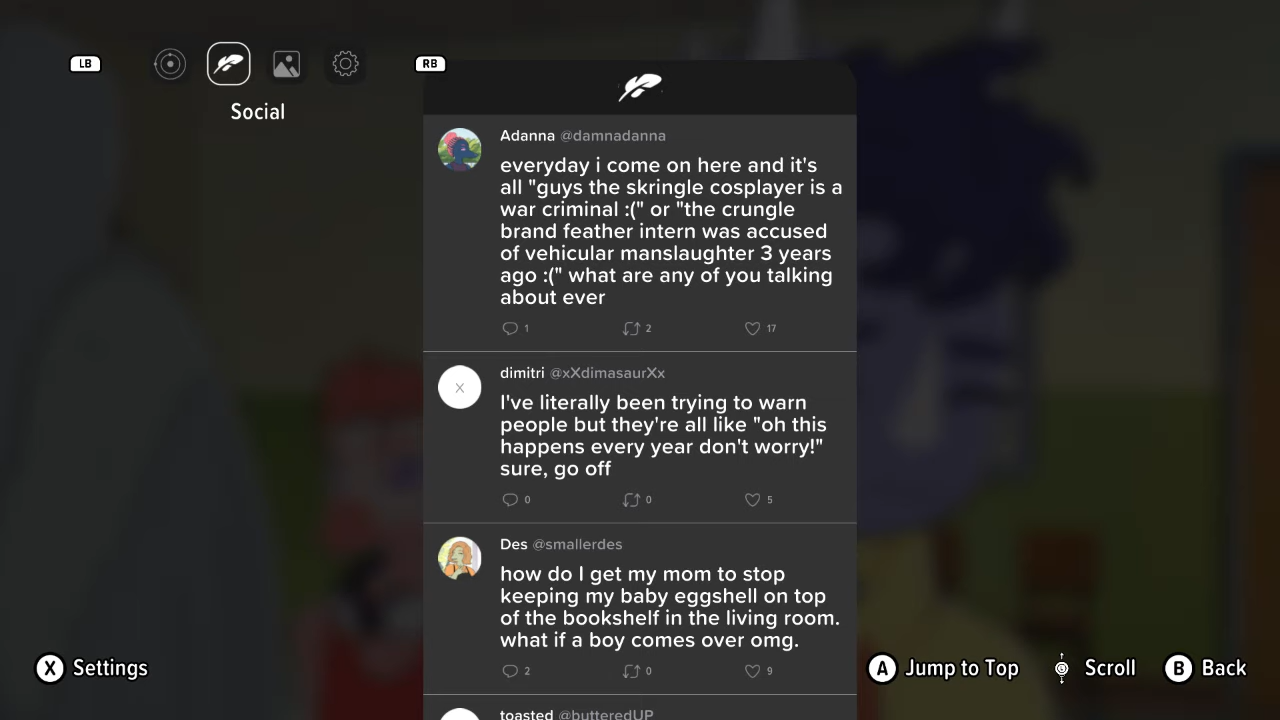 LB
RB
Social
Adanna @damnadanna
everyday i come on here and it's
all "guys the skringle cosplayer is a
war criminal :(" or "the crungle
brand feather intern was accused
of vehicular manslaughter 3 years
ago :(" what are any of you talking
about ever
1 2 17
X
dimitri @xXdimasaurXx
I've literally been trying to warn
people but they're all like "oh this
happens every year don't worry!"
sure, go off
0 0 5
Des @smallerdes
how do I get my mom to stop
keeping my baby eggshell on top
of the bookshelf in the living room.
what if a boy comes over omg.
2 0 9
toasted @butteredUP
X Settings
A Jump to Top
Scroll
B Back